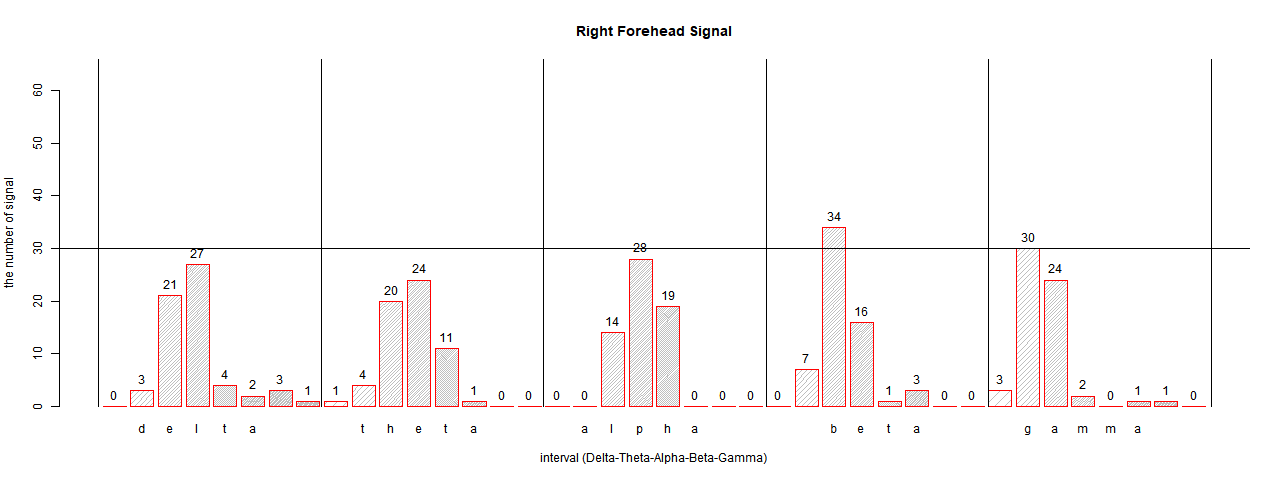 Right Forehead Signal
the number of signal
60
50
40
30
20
10
0
0 3 21 27 4 2 3 1 1 4 20 24 11 1 0 0 0 0 14 28 19 0 0 0 0 7 34 16 1 3 0 0 3 30 24 2 0 1 1 0
d e l t a t h e t a a l p h a b e t a g a m m a
interval (Delta-Theta-Alpha-Beta-Gamma)